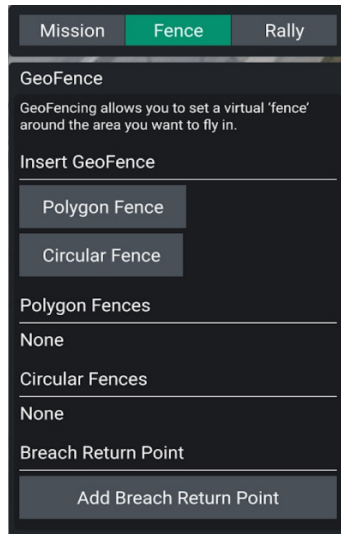 Mission Fence Rally
GeoFence
GeoFencing allows you to set a virtual ‘fence’
around the area you want to fly in.
Insert GeoFence
Polygon Fence
Circular Fence
Polygon Fences
None
Circular Fences
None
Breach Return Point
Add Breach Return Point